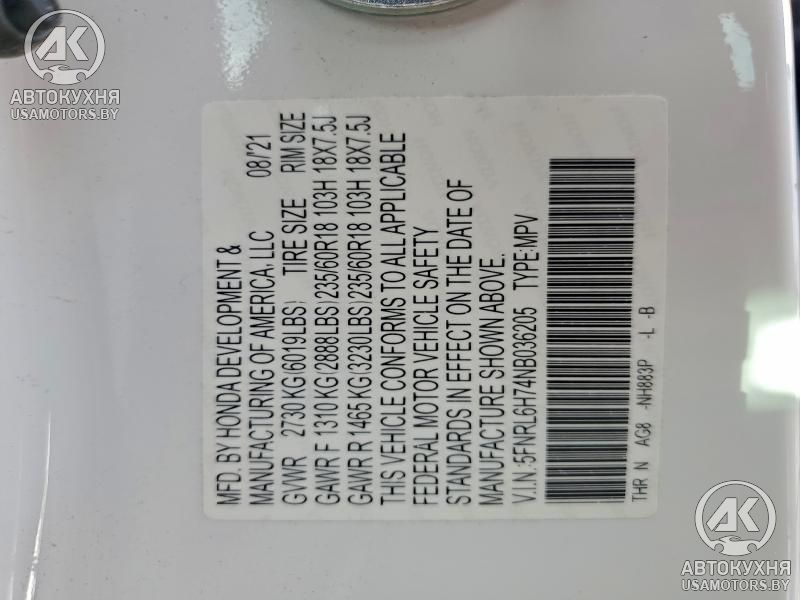 MFD. BY HONDA DEVELOPMENT &
MANUFACTURING OF AMERICA, LLC 08/21
GVWR 2730 KG (6019LBS) TIRE SIZE RIM SIZE
GAWR F 1310 KG (2888LBS) 235/60R18 103H 18X7.5J
GAWR R 1465 KG (3230LBS) 235/60R18 103H 18X7.5J
THIS VEHICLE CONFORMS TO ALL APPLICABLE
FEDERAL MOTOR VEHICLE SAFETY
STANDARDS IN EFFECT ON THE DATE OF
MANUFACTURE SHOWN ABOVE.
V.I.N.:5FNRL6H74NB036205 TYPE:MPV
THR N AG8 -NH883P -L -B
АК
АВТОКУХНЯ
USAMOTORS.BY
АК
АВТОКУХНЯ
USAMOTORS.BY